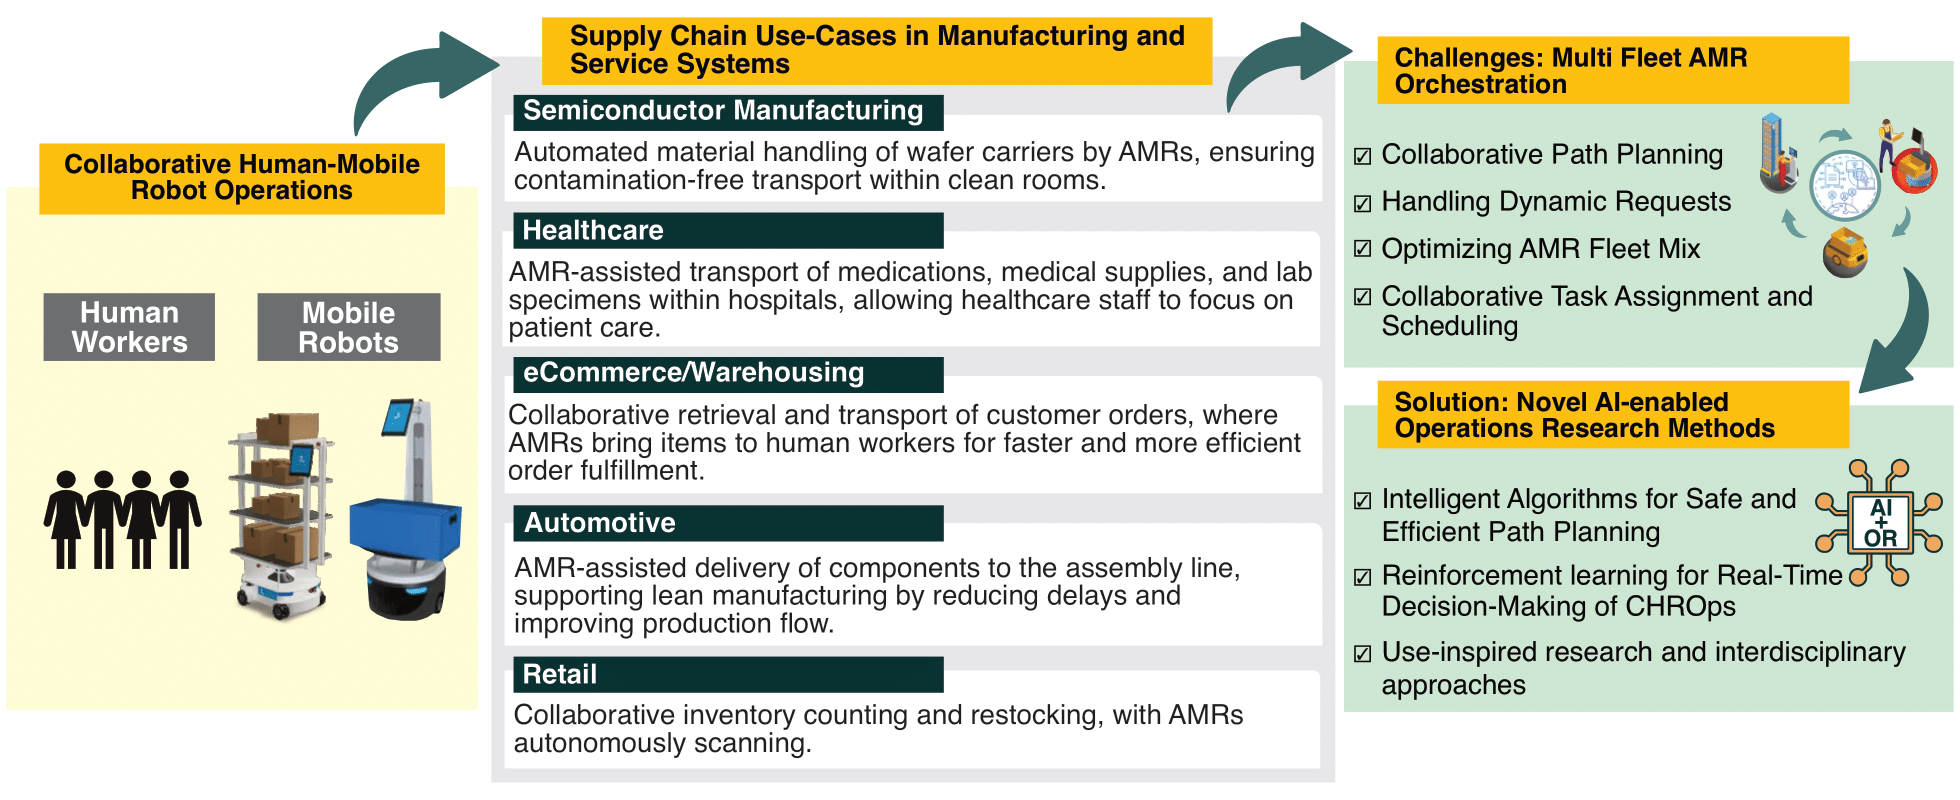 Collaborative Human-Mobile
Robot Operations
Human
Workers
Mobile
Robots
Supply Chain Use-Cases in Manufacturing and
Service Systems
Semiconductor Manufacturing
Automated material handling of wafer carriers by AMRs, ensuring
contamination-free transport within clean rooms.
Healthcare
AMR-assisted transport of medications, medical supplies, and lab
specimens within hospitals, allowing healthcare staff to focus on
patient care.
eCommerce/Warehousing
Collaborative retrieval and transport of customer orders, where
AMRs bring items to human workers for faster and more efficient
order fulfillment.
Automotive
AMR-assisted delivery of components to the assembly line,
supporting lean manufacturing by reducing delays and
improving production flow.
Retail
Collaborative inventory counting and restocking, with AMRs
autonomously scanning.
Challenges: Multi Fleet AMR
Orchestration
☑ Collaborative Path Planning
☑ Handling Dynamic Requests
☑ Optimizing AMR Fleet Mix
☑ Collaborative Task Assignment and
Scheduling
Solution: Novel AI-enabled
Operations Research Methods
☑ Intelligent Algorithms for Safe and
Efficient Path Planning
☑ Reinforcement learning for Real-Time
Decision-Making of CHROps
☑ Use-inspired research and interdisciplinary
approaches
AI
+
OR